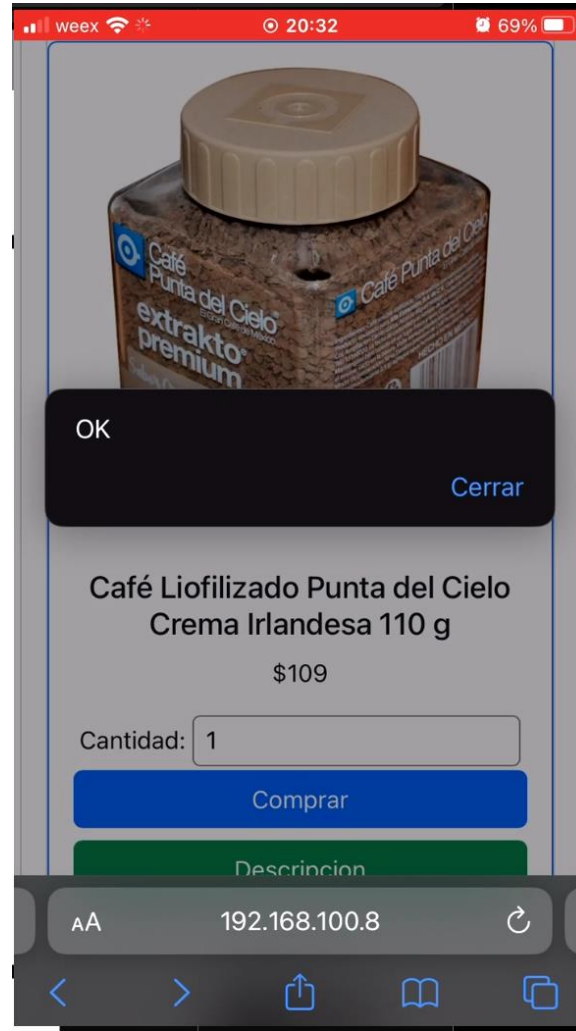 weex 20:32 69%
Café
Punta del Cielo
extrakto
premium
Café Punta del Cielo
OK
Cerrar
Café Liofilizado Punta del Cielo
Crema Irlandesa 110 g
$109
Cantidad: 1
Comprar
Descripcion
AA 192.168.100.8